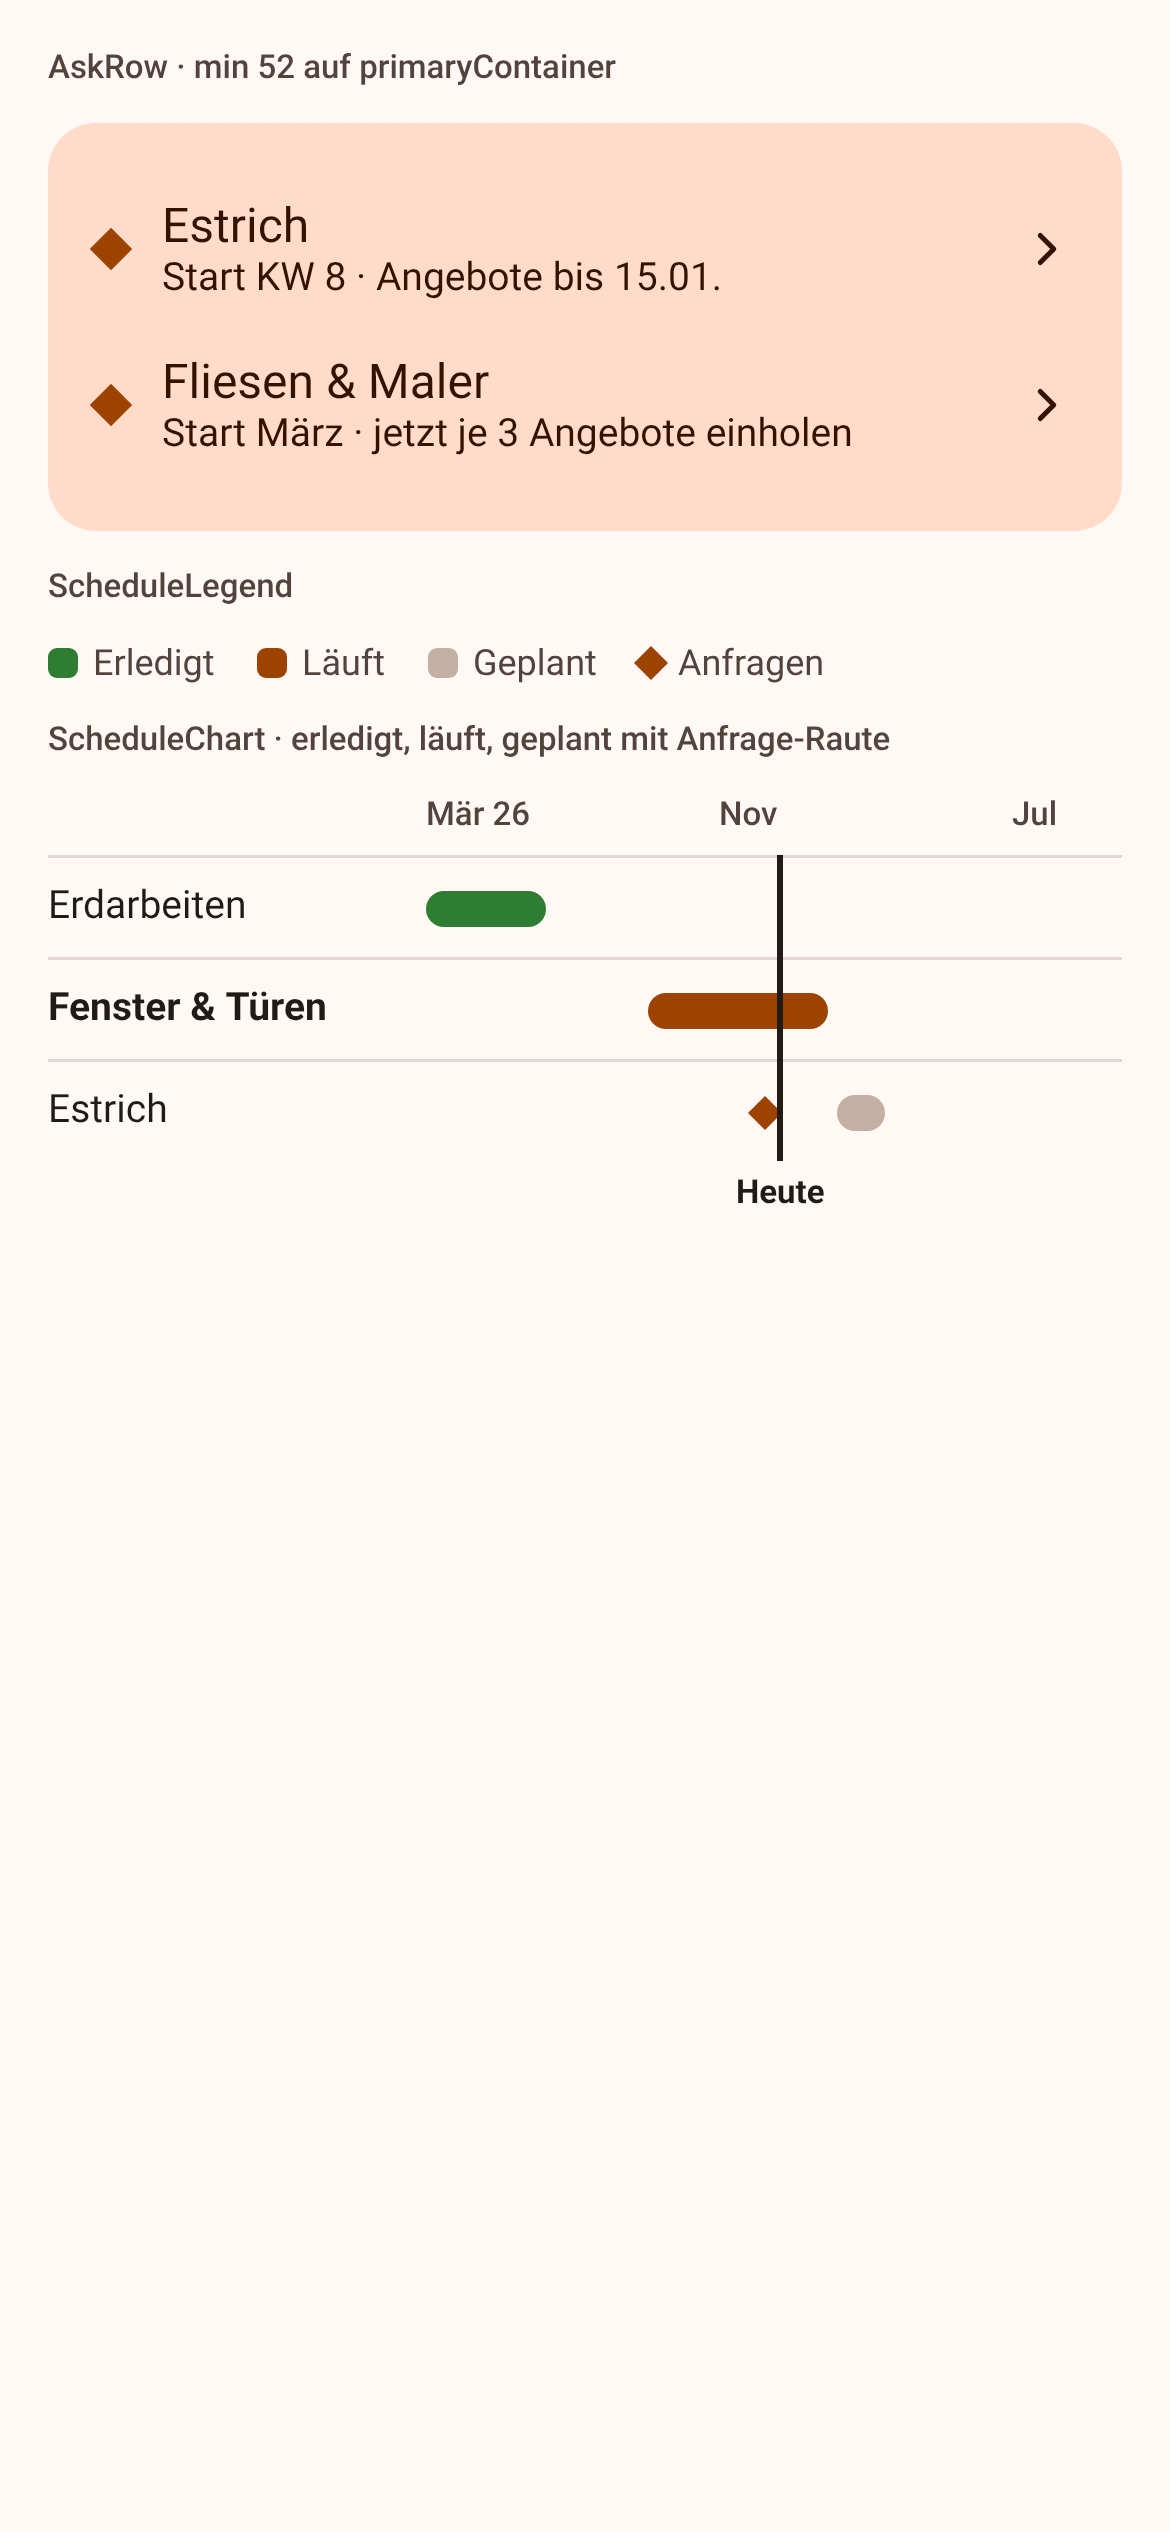 AskRow · min 52 auf primaryContainer
Estrich
Start KW 8 · Angebote bis 15.01.
Fliesen & Maler
Start März · jetzt je 3 Angebote einholen
ScheduleLegend
Erledigt Läuft Geplant Anfragen
ScheduleChart · erledigt, läuft, geplant mit Anfrage-Raute
Mär 26 Nov Jul
Erdarbeiten
Fenster & Türen
Estrich
Heute